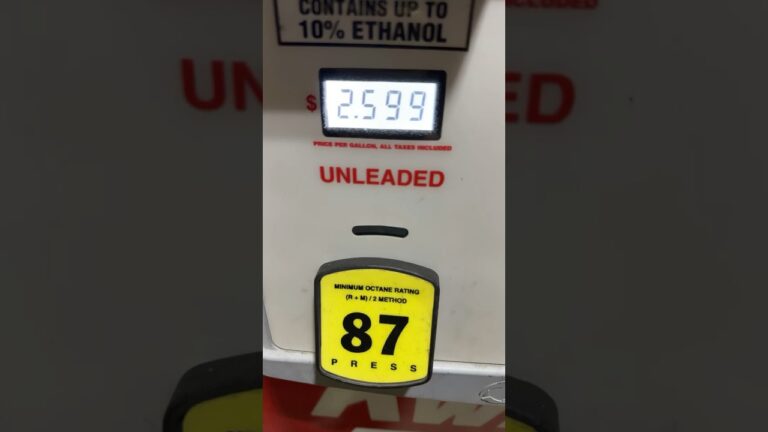 CONTAINS UP TO
10% ETHANOL
$ 2.599
PRICE PER GALLON, ALL TAXES INCLUDED
UNLEADED
MINIMUM OCTANE RATING
(R + M) / 2 METHOD
87
PRESS